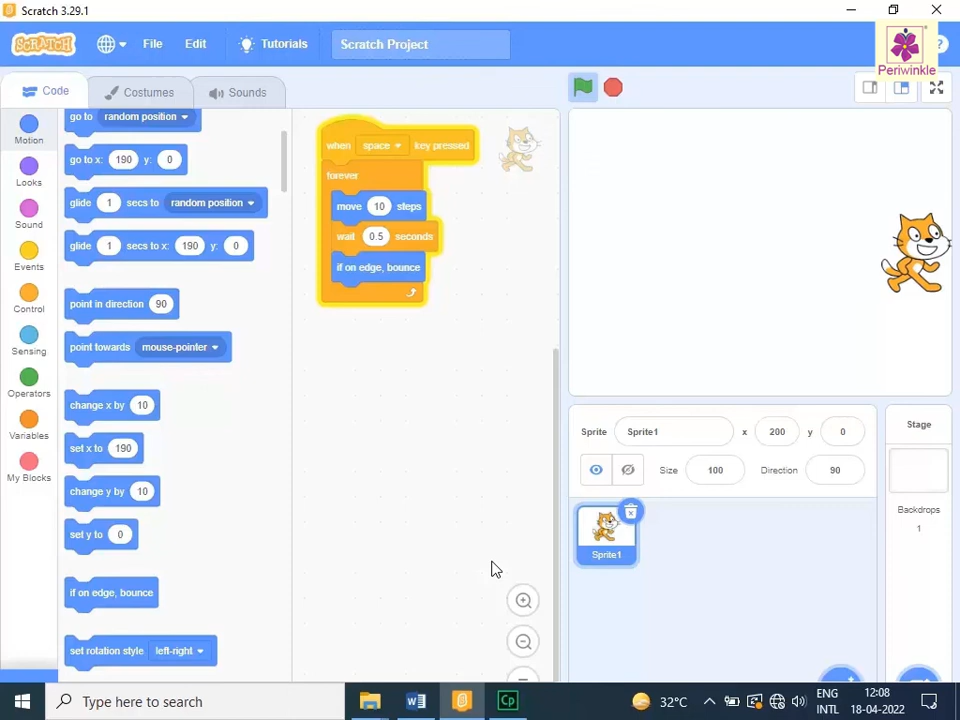 Scratch 3.29.1
SCRATCH
File
Edit
Tutorials
Scratch Project
Periwinkle
?
Code
Costumes
Sounds
Motion
Looks
Sound
Events
Control
Sensing
Operators
Variables
My Blocks
go to random position
go to x: 190 y: 0
glide 1 secs to random position
glide 1 secs to x: 190 y: 0
point in direction 90
point towards mouse-pointer
change x by 10
set x to 190
change y by 10
set y to 0
if on edge, bounce
set rotation style left-right
when space key pressed
forever
move 10 steps
wait 0.5 seconds
if on edge, bounce
Sprite Sprite1 x 200 y 0
Size 100 Direction 90
Sprite1
Stage
Backdrops
1
Type here to search
W
Cp
32°C
ENG
INTL
12:08
18-04-2022